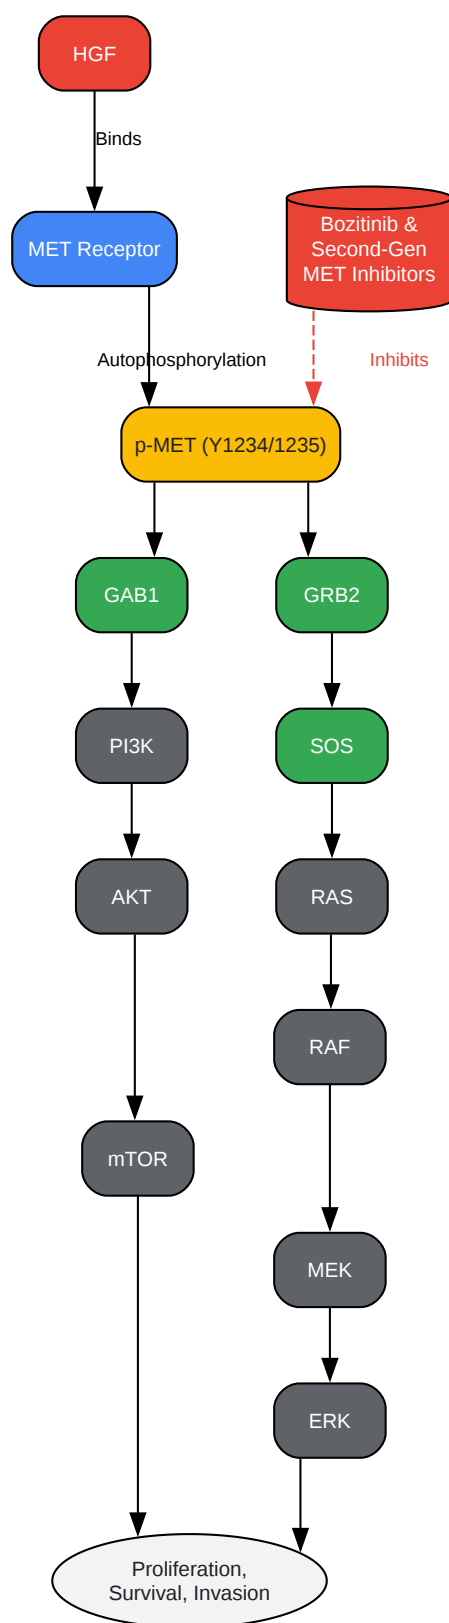 HGF
Binds
MET Receptor
Bozitinib &
Second-Gen
MET Inhibitors
Autophosphorylation
Inhibits
p-MET (Y1234/1235)
GAB1
GRB2
PI3K
SOS
AKT
RAS
RAF
mTOR
MEK
ERK
Proliferation,
Survival, Invasion